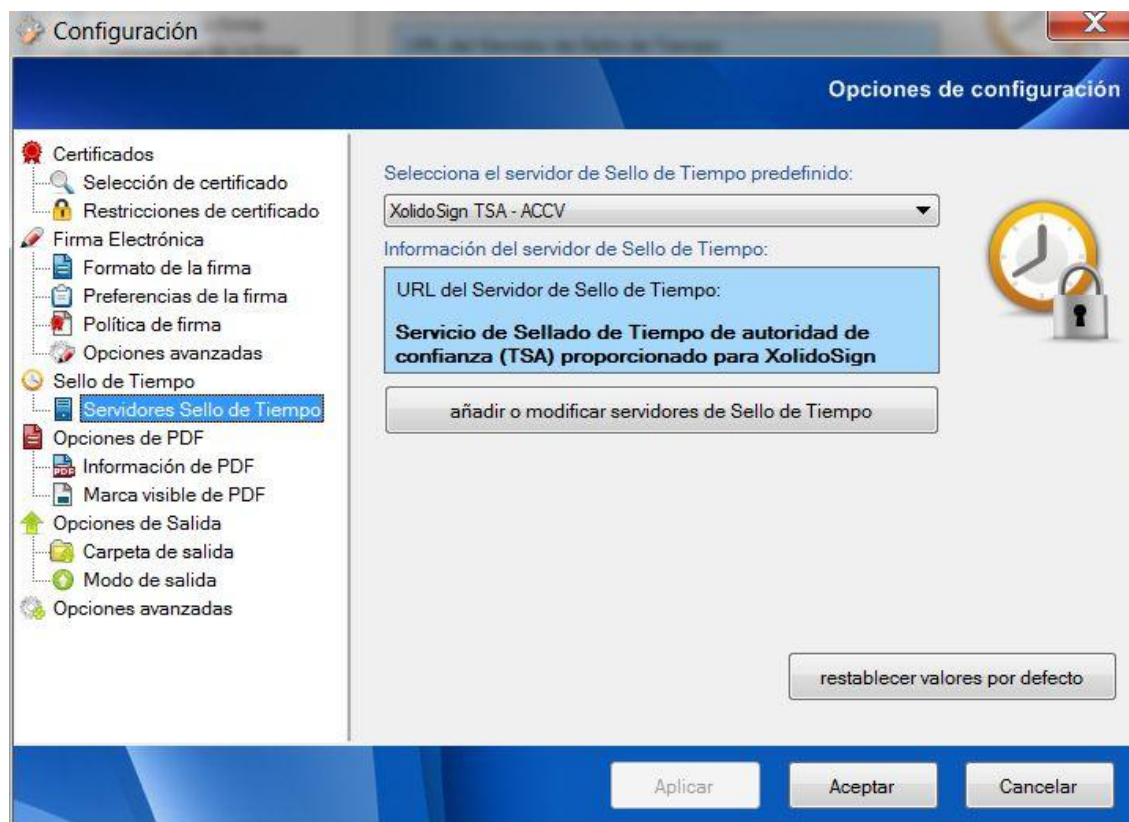 Configuración
Opciones de configuración
Certificados
Selección de certificado
Restricciones de certificado
Firma Electrónica
Formato de la firma
Preferencias de la firma
Política de firma
Opciones avanzadas
Sello de Tiempo
Servidores Sello de Tiempo
Opciones de PDF
Información de PDF
Marca visible de PDF
Opciones de Salida
Carpeta de salida
Modo de salida
Opciones avanzadas
Selecciona el servidor de Sello de Tiempo predefinido:
XolidoSign TSA - ACCV
Información del servidor de Sello de Tiempo:
URL del Servidor de Sello de Tiempo:
Servicio de Sellado de Tiempo de autoridad de
confianza (TSA) proporcionado para XolidoSign
añadir o modificar servidores de Sello de Tiempo
restablecer valores por defecto
Aplicar
Aceptar
Cancelar